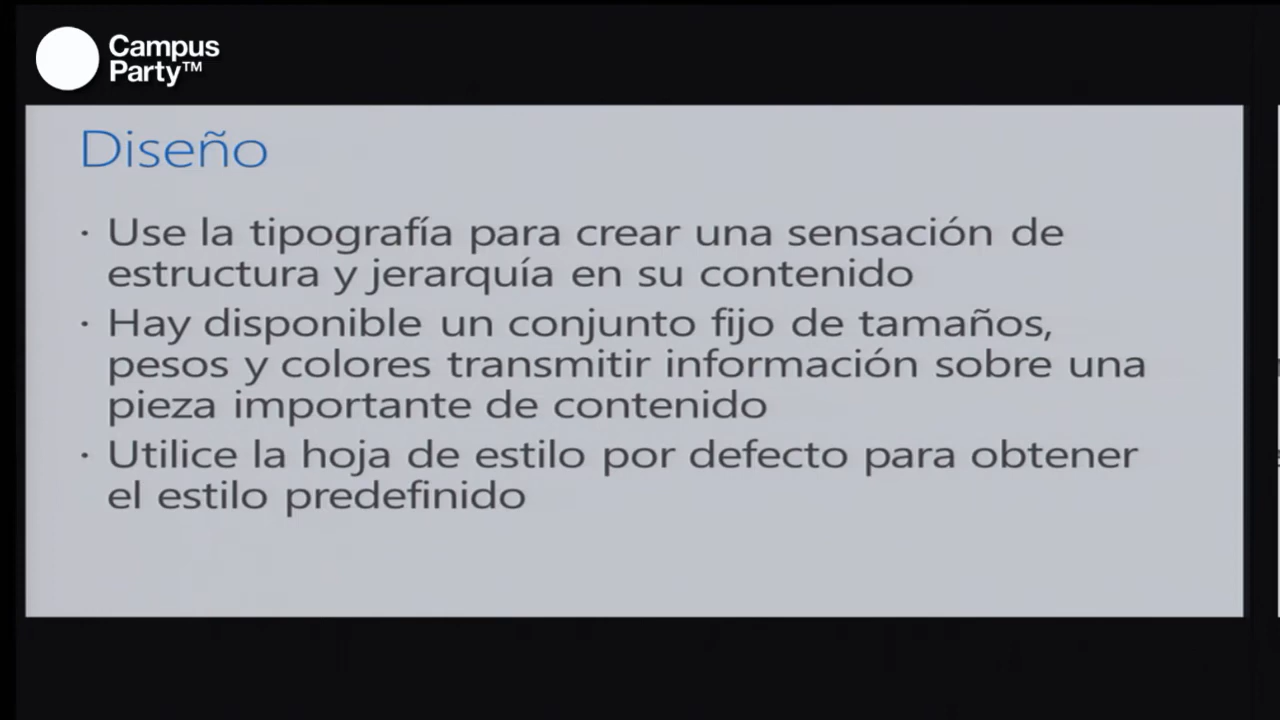 Campus
Party™
Diseño
· Use la tipografía para crear una sensación de
estructura y jerarquía en su contenido
· Hay disponible un conjunto fijo de tamaños,
pesos y colores transmitir información sobre una
pieza importante de contenido
· Utilice la hoja de estilo por defecto para obtener
el estilo predefinido